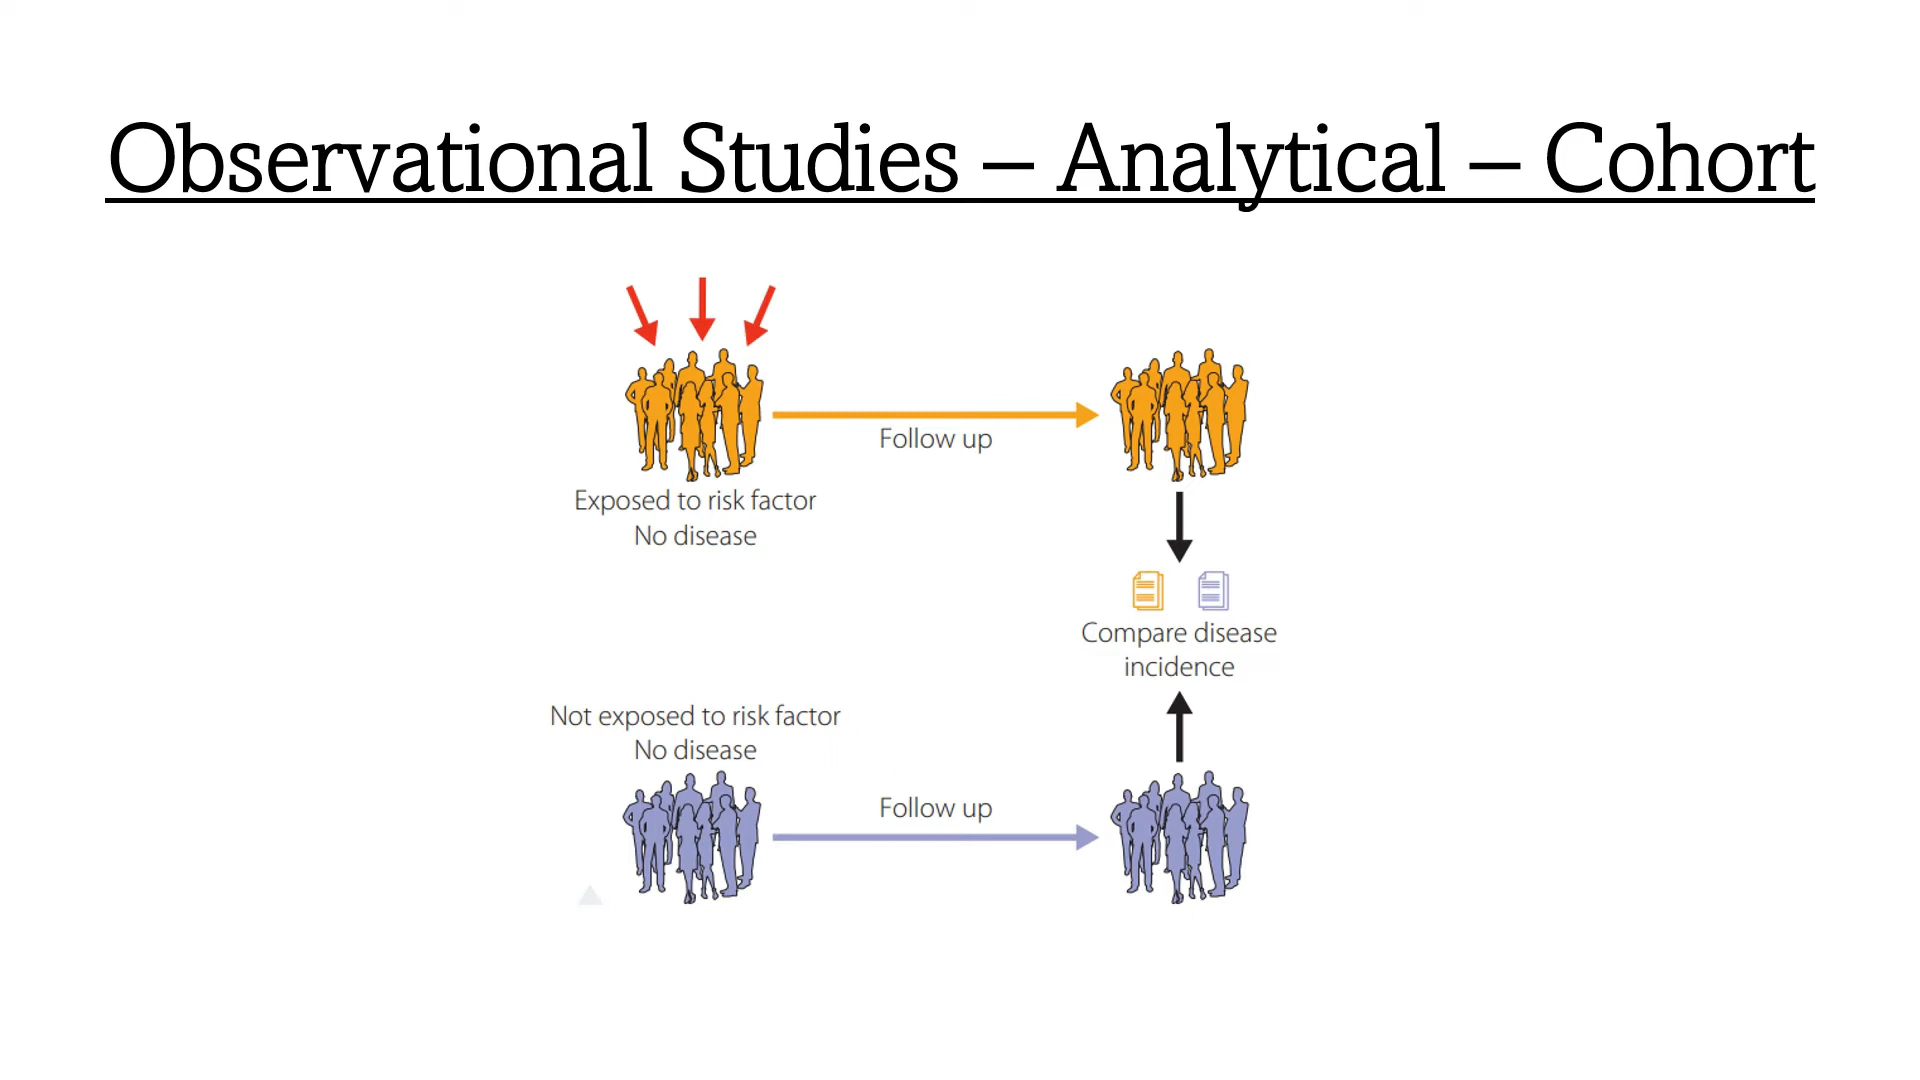 Observational Studies – Analytical – Cohort
Follow up
Exposed to risk factor
No disease
Compare disease
incidence
Not exposed to risk factor
No disease
Follow up